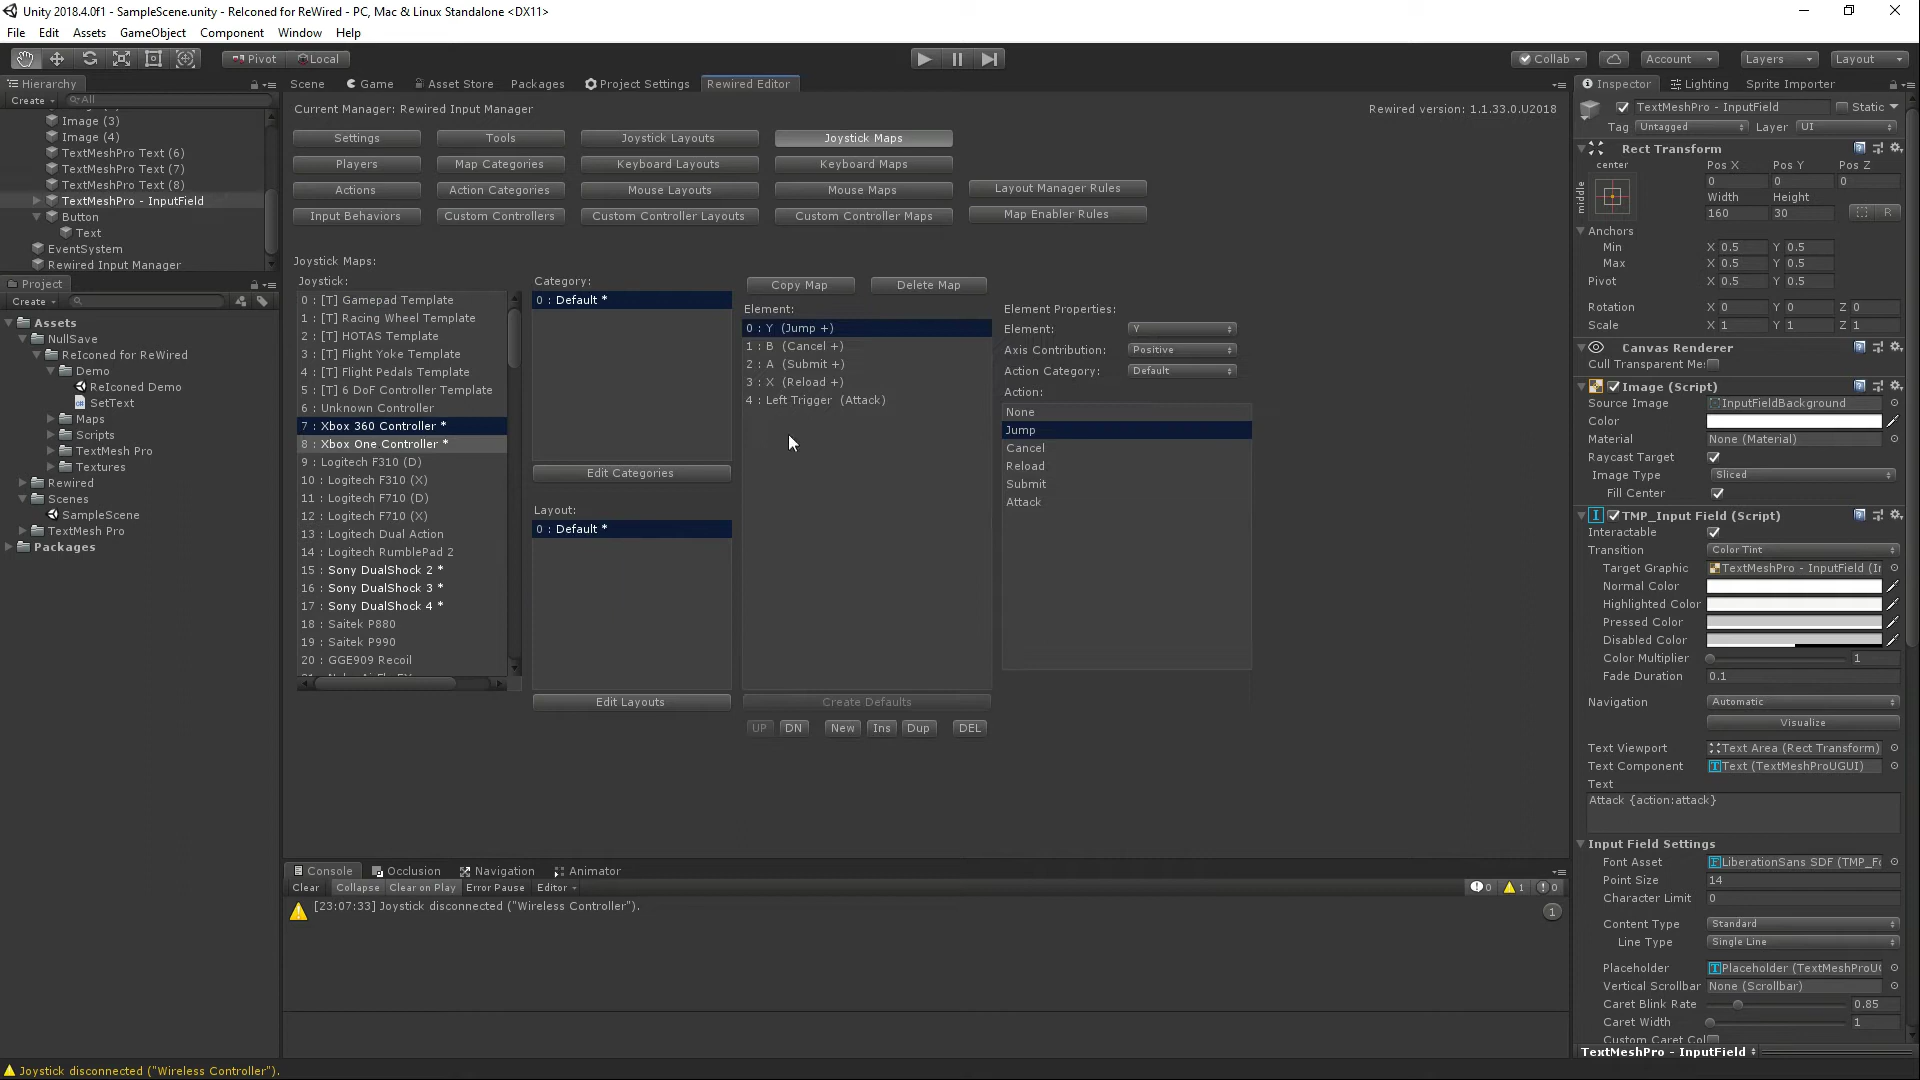 Unity 2018.4.0f1 - SampleScene.unity - ReIconed for ReWired - PC, Mac & Linux Standalone <DX11>
File Edit Assets GameObject Component Window Help
Pivot Local
Collab Account Layers Layout
Hierarchy
Create All
Image (3)
Image (4)
TextMeshPro Text (6)
TextMeshPro Text (7)
TextMeshPro Text (8)
TextMeshPro - InputField
Button
Text
EventSystem
Rewired Input Manager
Project
Create
Assets
NullSave
ReIconed for ReWired
Demo
ReIconed Demo
SetText
Maps
Scripts
TextMesh Pro
Textures
Rewired
Scenes
SampleScene
TextMesh Pro
Packages
Scene Game Asset Store Packages Project Settings Rewired Editor
Current Manager: Rewired Input Manager
Rewired version: 1.1.33.0.U2018
Settings Tools Joystick Layouts Joystick Maps
Players Map Categories Keyboard Layouts Keyboard Maps
Actions Action Categories Mouse Layouts Mouse Maps Layout Manager Rules
Input Behaviors Custom Controllers Custom Controller Layouts Custom Controller Maps Map Enabler Rules
Joystick Maps:
Joystick:
0 : [T] Gamepad Template
1 : [T] Racing Wheel Template
2 : [T] HOTAS Template
3 : [T] Flight Yoke Template
4 : [T] Flight Pedals Template
5 : [T] 6 DoF Controller Template
6 : Unknown Controller
7 : Xbox 360 Controller *
8 : Xbox One Controller *
9 : Logitech F310 (D)
10 : Logitech F310 (X)
11 : Logitech F710 (D)
12 : Logitech F710 (X)
13 : Logitech Dual Action
14 : Logitech RumblePad 2
15 : Sony DualShock 2 *
16 : Sony DualShock 3 *
17 : Sony DualShock 4 *
18 : Saitek P880
19 : Saitek P990
20 : GGE909 Recoil
Category:
0 : Default *
Edit Categories
Layout:
0 : Default *
Edit Layouts
Copy Map Delete Map
Element:
0 : Y (Jump +)
1 : B (Cancel +)
2 : A (Submit +)
3 : X (Reload +)
4 : Left Trigger (Attack)
Create Defaults
UP DN New Ins Dup DEL
Element Properties:
Element: Y
Axis Contribution: Positive
Action Category: Default
Action:
None
Jump
Cancel
Reload
Submit
Attack
Console Occlusion Navigation Animator
Clear Collapse Clear on Play Error Pause Editor
0 1 0
[23:07:33] Joystick disconnected ("Wireless Controller").
1
Inspector Lighting Sprite Importer
TextMeshPro - InputField Static
Tag Untagged Layer UI
Rect Transform
center Pos X Pos Y Pos Z
middle 0 0 0
Width Height
160 30 R
Anchors
Min X 0.5 Y 0.5
Max X 0.5 Y 0.5
Pivot X 0.5 Y 0.5
Rotation X 0 Y 0 Z 0
Scale X 1 Y 1 Z 1
Canvas Renderer
Cull Transparent Me
Image (Script)
Source Image InputFieldBackground
Color
Material None (Material)
Raycast Target
Image Type Sliced
Fill Center
TMP_Input Field (Script)
Interactable
Transition Color Tint
Target Graphic TextMeshPro - InputField (I
Normal Color
Highlighted Color
Pressed Color
Disabled Color
Color Multiplier 1
Fade Duration 0.1
Navigation Automatic
Visualize
Text Viewport Text Area (Rect Transform)
Text Component Text (TextMeshProUGUI)
Text
Attack {action:attack}
Input Field Settings
Font Asset LiberationSans SDF (TMP_Fo
Point Size 14
Character Limit 0
Content Type Standard
Line Type Single Line
Placeholder Placeholder (TextMeshProUG
Vertical Scrollbar None (Scrollbar)
Caret Blink Rate 0.85
Caret Width 1
Custom Caret Col
TextMeshPro - InputField
Joystick disconnected ("Wireless Controller").